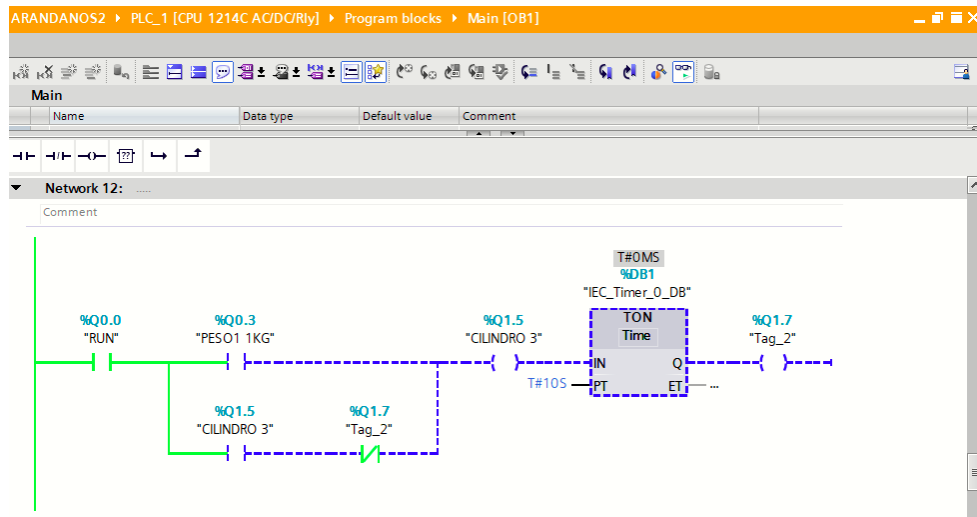 ARANDANOS2 ▸ PLC_1 [CPU 1214C AC/DC/Rly] ▸ Program blocks ▸ Main [OB1]
Main
Name Data type Default value Comment
??
Network 12: .....
Comment
T#0MS
%DB1
"IEC_Timer_0_DB"
%Q0.0 %Q0.3 %Q1.5 TON %Q1.7
"RUN" "PESO1 1KG" "CILINDRO 3" Time "Tag_2"
IN Q
T#10S PT ET ...
%Q1.5 %Q1.7
"CILINDRO 3" "Tag_2"